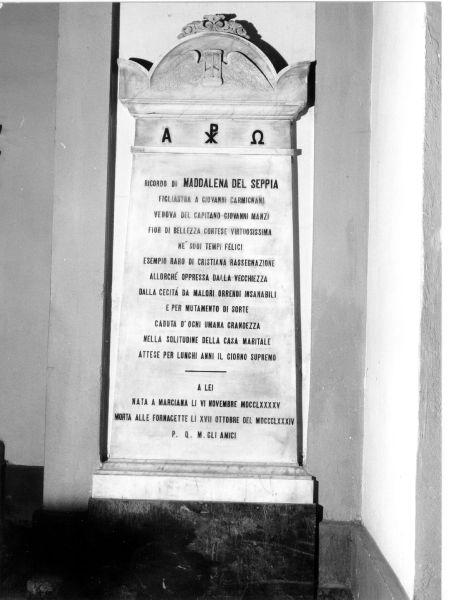 Α ☧ Ω
RICORDO DI MADDALENA DEL SEPPIA
FIGLIASTRA A GIOVANNI CARMIGNANI
VEDOVA DEL CAPITANO GIOVANNI MANZI
FIOR DI BELLEZZA CORTESE VIRTUOSISSIMA
NE' SUOI TEMPI FELICI
ESEMPIO RARO DI CRISTIANA RASSEGNAZIONE
ALLORCHÉ OPPRESSA DALLA VECCHIEZZA
DALLA CECITÁ DA MALORI ORRENDI INSANABILI
E PER MUTAMENTO DI SORTE
CADUTA D'OGNI UMANA GRANDEZZA
NELLA SOLITUDINE DELLA CASA MARITALE
ATTESE PER LUNGHI ANNI IL GIORNO SUPREMO
A LEI
NATA A MARCIANA LI VI NOVEMBRE MDCCLXXXXV
MORTA ALLE FORNACETTE LI XVII OTTOBRE DEL MDCCCLXXXIV
P. Q. M. GLI AMICI